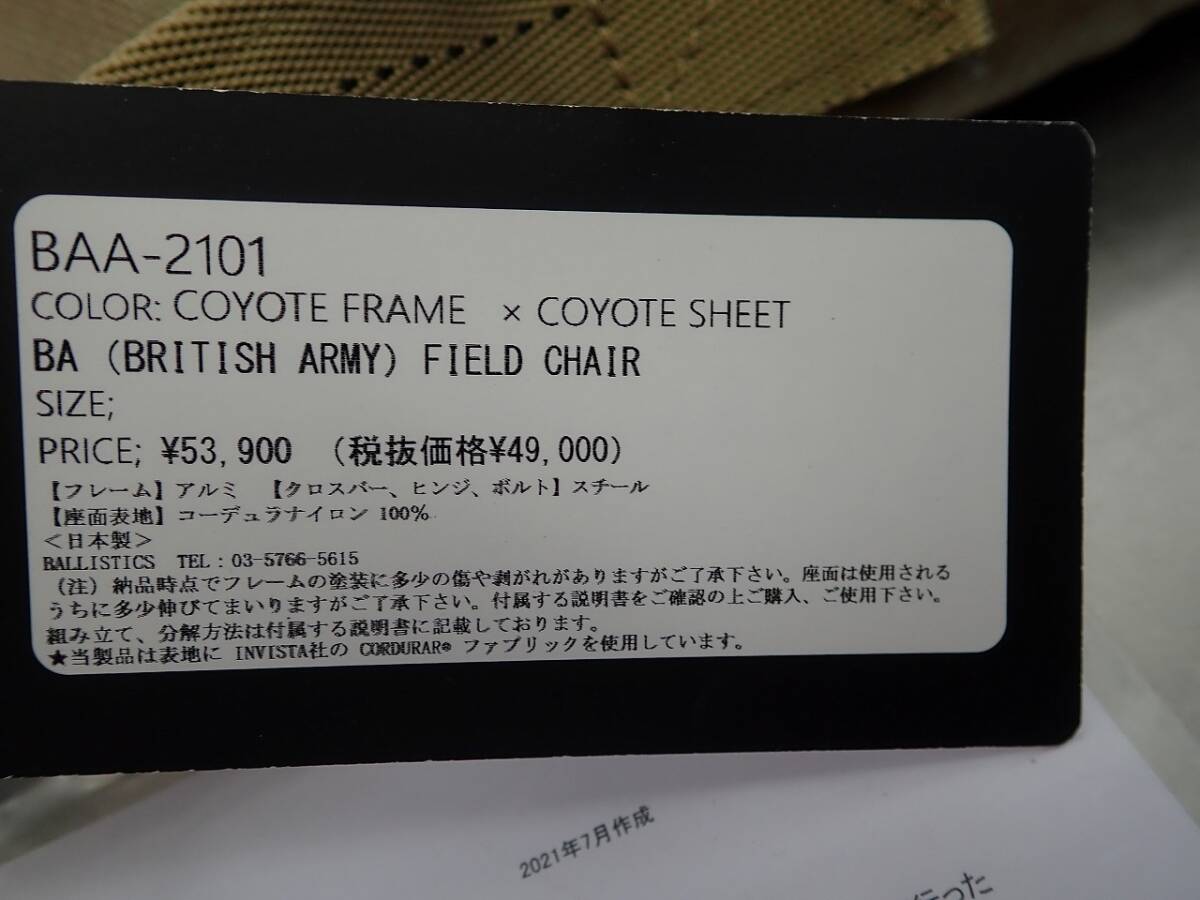 BAA-2101
COLOR: COYOTE FRAME × COYOTE SHEET
BA (BRITISH ARMY) FIELD CHAIR
SIZE;
PRICE; ¥53,900 (税抜価格¥49,000)
【フレーム】アルミ 【クロスバー、ヒンジ、ボルト】スチール
【座面表地】コーデュラナイロン 100%
＜日本製＞
BALLISTICS TEL：03-5766-5615
（注）納品時点でフレームの塗装に多少の傷や剥がれがありますがご了承下さい。座面は使用される
うちに多少伸びてまいりますがご了承下さい。付属する説明書をご確認の上ご購入、ご使用下さい。
組み立て、分解方法は付属する説明書に記載しております。
★当製品は表地に INVISTA社の CORDURAR® ファブリックを使用しています。
2021年7月作成
行った